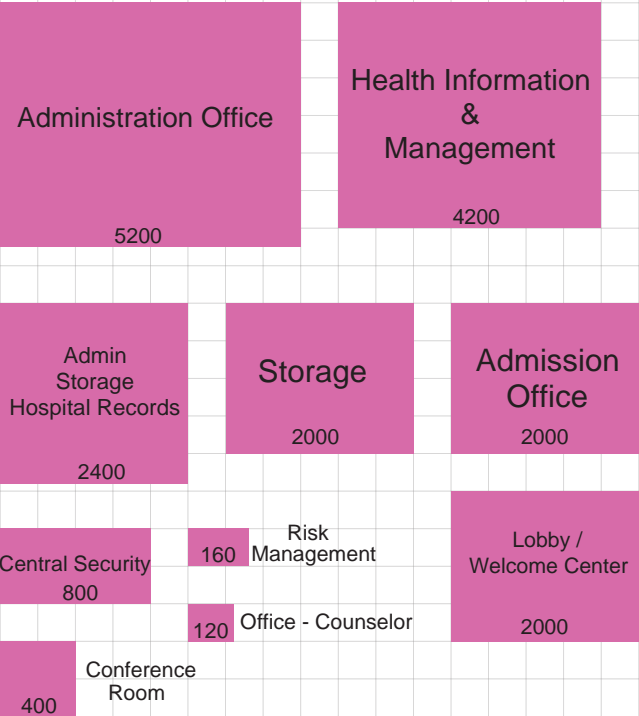 Administration Office
5200
Health Information
&
Management
4200
Admin
Storage
Hospital Records
2400
Storage
2000
Admission
Office
2000
Central Security
800
160
Risk
Management
120
Office - Counselor
Lobby /
Welcome Center
2000
400
Conference
Room